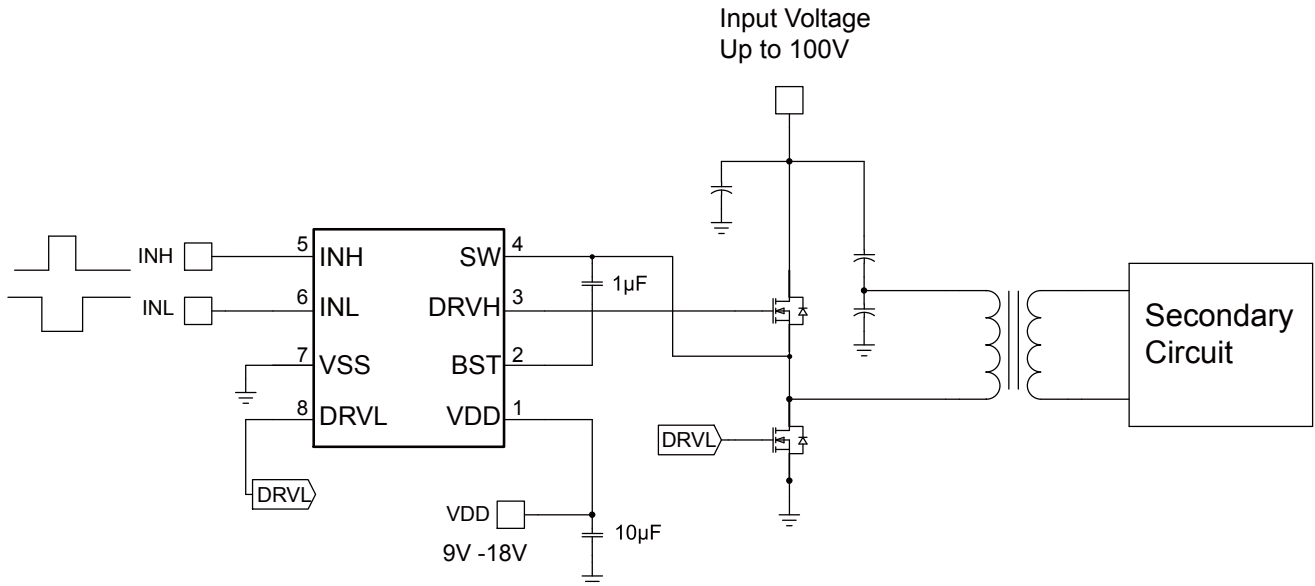 Input Voltage
Up to 100V
INH
5
INH
SW
4
1µF
INL
6
INL
DRVH
3
7
VSS
BST
2
8
DRVL
VDD
1
DRVL
DRVL
VDD
10µF
9V -18V
Secondary
Circuit